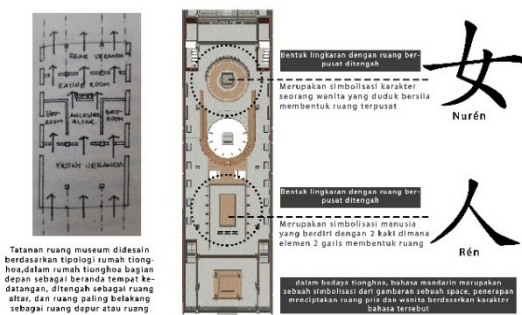 REAR VERANDA
EATING ROOM
BED-
ROOM
ANCESTRAL
ALTAR
BED-
ROOM
FRONT VERANDA
Tatanan ruang museum didesain
berdasarkan tipologi rumah tiong-
hoa,dalam rumah tionghoa bagian
depan sebagai beranda tempat ke-
datangan, ditengah sebagai ruang
altar, dan ruang paling belakang
sebagai ruang dapur atau ruang
Bentuk lingkaran dengan ruang ber-
pusat ditengah
Merupakan simbolisasi karakter
seorang wanita yang duduk bersila
membentuk ruang terpusat
女
Nurén
Bentuk lingkaran dengan ruang ber-
pusat ditengah
Merupakan simbolisasi manusia
yang berdiri dengan 2 kaki dimana
elemen 2 garis membentuk ruang
人
Rén
dalam budaya tionghoa, bahasa mandarin merupakan
sebuah simbolisasi dari gambaran sebuah space, penerapan
menciptakan ruang pria dan wanita berdasarkan karakter
bahasa tersebut